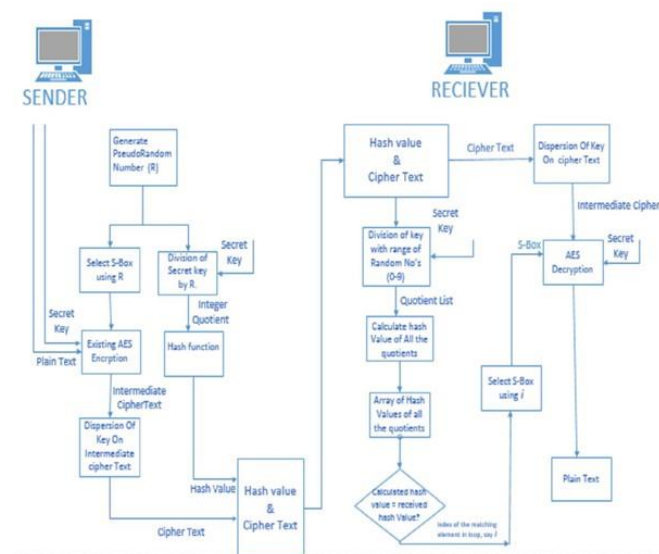 SENDER
Generate
PseudoRandom
Number (R)
Select S-Box
using R
Division of
Secret key
by R.
Secret
Key
Integer
Quotient
Hash function
Secret
Key
Plain Text
Existing AES
Encrption
Intermediate
CipherText
Dispersion Of
Key On
Intermediate
cipher Text
Hash Value
Cipher Text
Hash value
&
Cipher Text
RECIEVER
Hash value
&
Cipher Text
Cipher Text
Dispersion Of Key
On cipher Text
Intermediate Cipher
Secret
Key
Division of key
with range of
Random No's
(0-9)
Quotient List
Calculate hash
Value of All the
quotients
Array of Hash
Values of all
the quotients
Calculated hash
value = received
hash Value?
Index of the matching
element in loop, say i
Select S-Box
using i
S-Box
AES
Decryption
Secret
Key
Plain Text